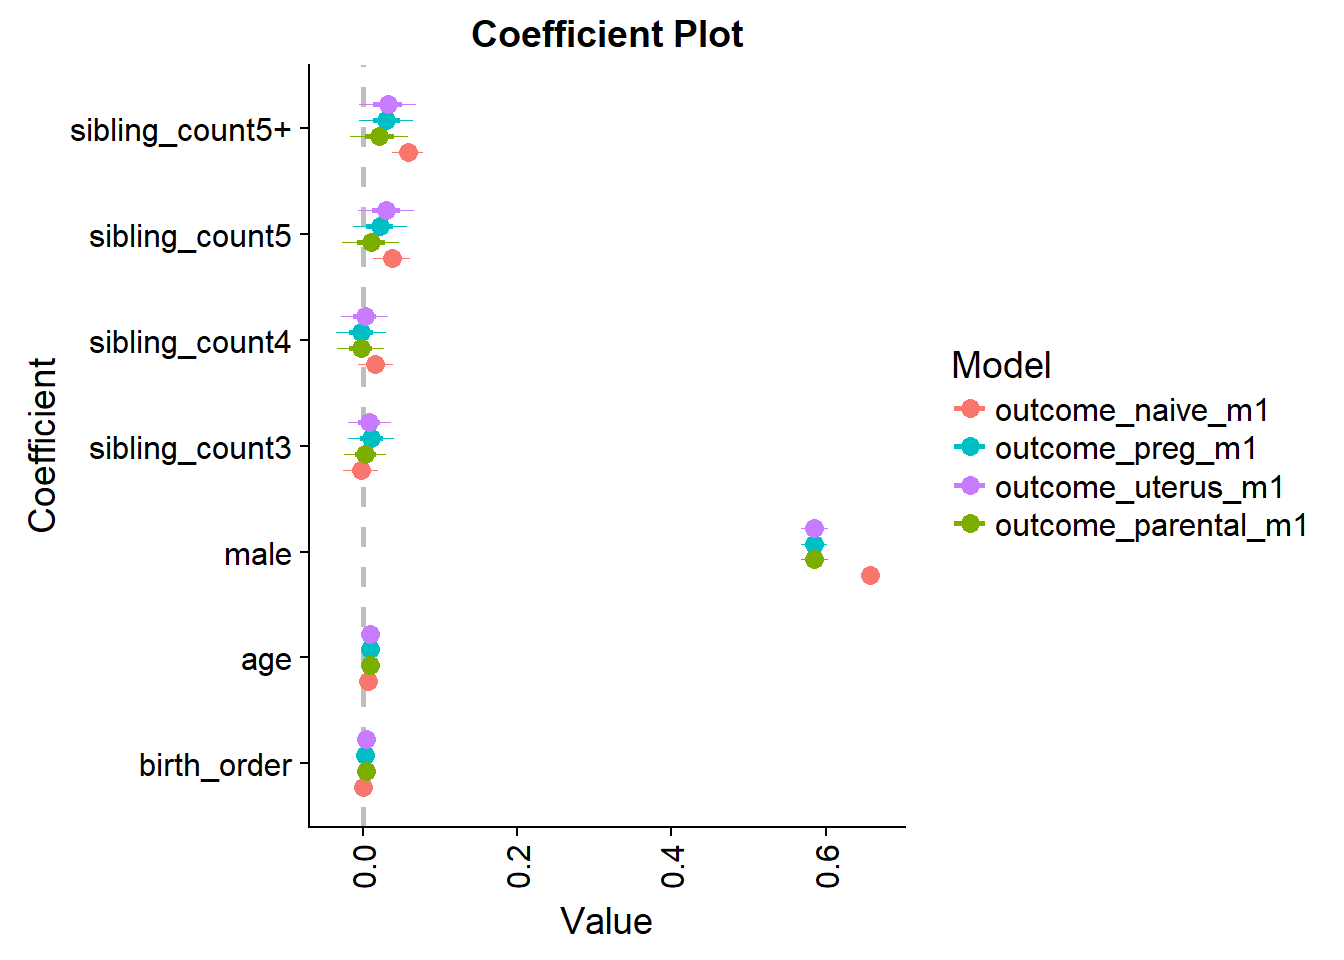 Coefficient Plot
Coefficient
sibling_count5+
sibling_count5
sibling_count4
sibling_count3
male
age
birth_order
0.0
0.2
0.4
0.6
Value
Model
outcome_naive_m1
outcome_preg_m1
outcome_uterus_m1
outcome_parental_m1